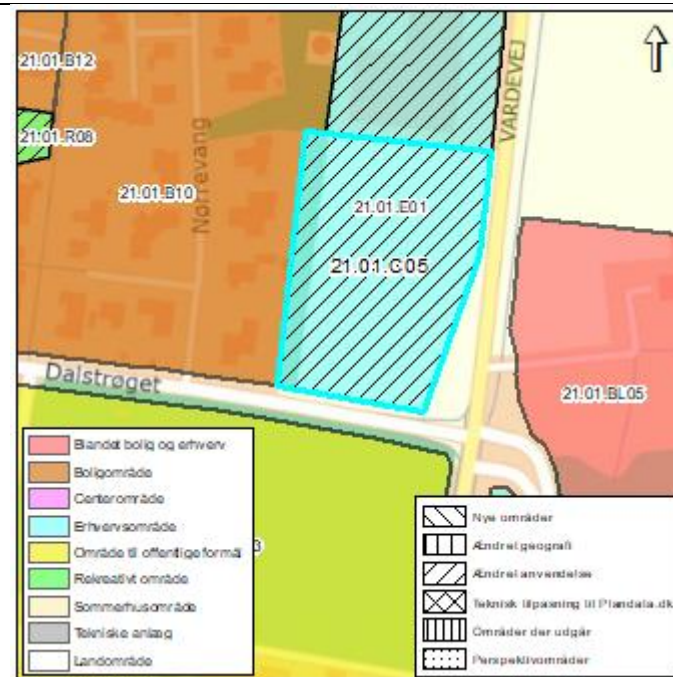 21.01.B12
21.01.R08
21.01.B10
Nørrevang
VARDEVEJ
21.01.E01
21.01.C05
Dalstrøget
21.01.BL05
3
Blandet bolig og erhverv
Boligområde
Centerområde
Erhvervsområde
Område til offentlige formål
Rekreativt område
Sommerhusområde
Tekniske anlæg
Landområde
Nye områder
Ændret geografi
Ændret anvendelse
Teknisk tilpasning til Plandata.dk
Områder der udgår
Perspektivområder